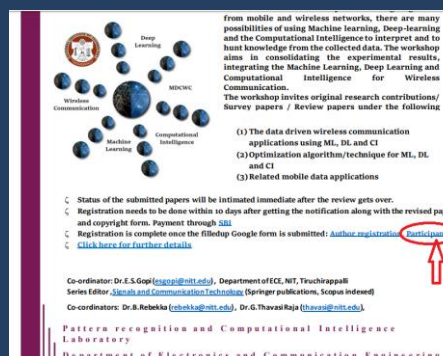 from mobile and wireless networks, there are many
possibilities of using Machine learning, Deep-learning
and the Computational Intelligence to interpret and to
hunt knowledge from the collected data. The workshop
aims in consolidating the experimental results,
integrating the Machine Learning, Deep Learning and
Computational Intelligence for Wireless
Communication.
The workshop invites original research contributions/
Survey papers / Review papers under the following
Deep
Learning
Wireless
Communication
MDCWC
Machine
Learning
Computational
Intelligence
(1) The data driven wireless communication
applications using ML, DL and CI
(2) Optimization algorithm/technique for ML, DL
and CI
(3) Related mobile data applications
Status of the submitted papers will be intimated immediate after the review gets over.
Registration needs to be done within 10 days after getting the notification along with the revised pa
and copyright form. Payment through SBI
Registration is complete once the filledup Google form is submitted: Author registration Participan
Click here for further details
Co-ordinator: Dr.E.S.Gopi(esgopi@nitt.edu), Department of ECE, NIT, Tiruchirappalli
Series Editor ,Signals and Communication Technology (Springer publications, Scopus indexed)
Co-ordinators: Dr.B.Rebekka (rebekka@nitt.edu), Dr.G.Thavasi Raja (thavasi@nitt.edu),
Pattern recognition and Computational Intelligence
Laboratory
Department of Electronics and Communication Engineering